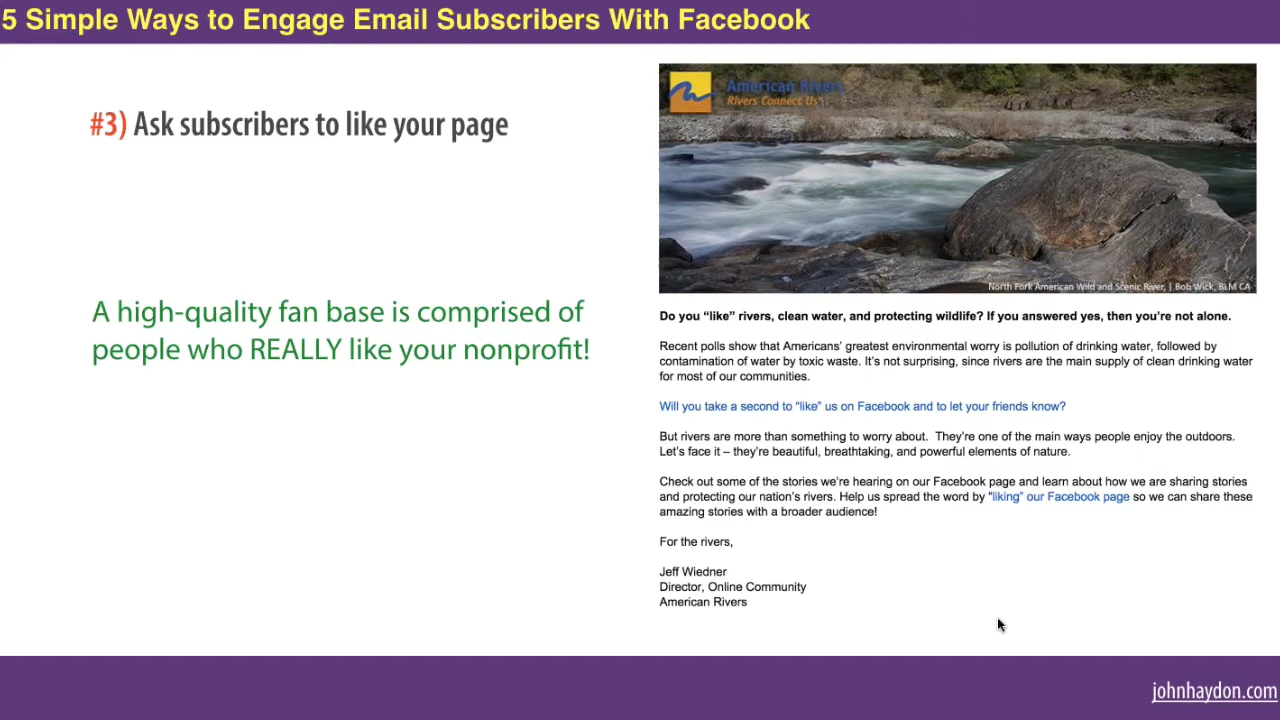 5 Simple Ways to Engage Email Subscribers With Facebook
#3) Ask subscribers to like your page
A high-quality fan base is comprised of
people who REALLY like your nonprofit!
American Rivers
Rivers Connect Us
North Fork American Wild and Scenic River, | Bob Wick, BLM CA
Do you “like” rivers, clean water, and protecting wildlife? If you answered yes, then you’re not alone.
Recent polls show that Americans’ greatest environmental worry is pollution of drinking water, followed by
contamination of water by toxic waste. It’s not surprising, since rivers are the main supply of clean drinking water
for most of our communities.
Will you take a second to “like” us on Facebook and to let your friends know?
But rivers are more than something to worry about.  They’re one of the main ways people enjoy the outdoors.
Let’s face it – they’re beautiful, breathtaking, and powerful elements of nature.
Check out some of the stories we’re hearing on our Facebook page and learn about how we are sharing stories
and protecting our nation’s rivers. Help us spread the word by “liking” our Facebook page so we can share these
amazing stories with a broader audience!
For the rivers,
Jeff Wiedner
Director, Online Community
American Rivers
johnhaydon.com